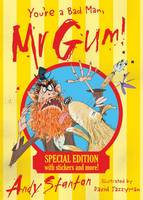 You're a Bad Man,
Mr Gum!
SPECIAL EDITION
with stickers and more!
Andy Stanton
illustrated by
David Tazzyman